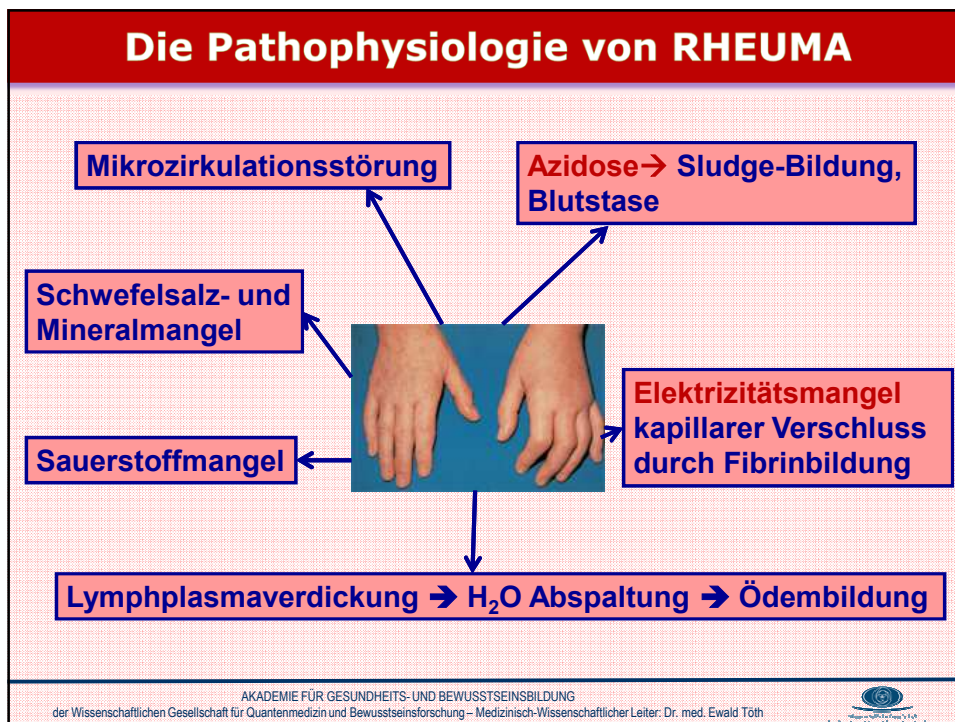 Die Pathophysiologie von RHEUMA
Mikrozirkulationsstörung
Azidose→ Sludge-Bildung,
Blutstase
Schwefelsalz- und
Mineralmangel
Elektrizitätsmangel
kapillarer Verschluss
durch Fibrinbildung
Sauerstoffmangel
Lymphplasmaverdickung ➔ H₂O Abspaltung ➔ Ödembildung
AKADEMIE FÜR GESUNDHEITS- UND BEWUSSTSEINSBILDUNG
der Wissenschaftlichen Gesellschaft für Quantenmedizin und Bewusstseinsforschung – Medizinisch-Wissenschaftlicher Leiter: Dr. med. Ewald Töth